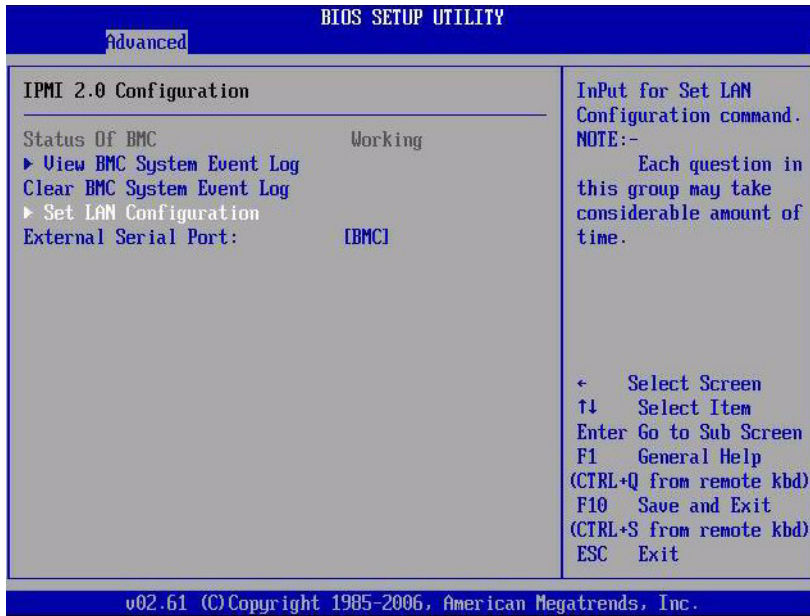 BIOS SETUP UTILITY
Advanced
IPMI 2.0 Configuration
Status Of BMC Working
▶ View BMC System Event Log
Clear BMC System Event Log
▶ Set LAN Configuration
External Serial Port: [BMC]
InPut for Set LAN
Configuration command.
NOTE:-
Each question in
this group may take
considerable amount of
time.
← Select Screen
↑↓ Select Item
Enter Go to Sub Screen
F1 General Help
(CTRL+Q from remote kbd)
F10 Save and Exit
(CTRL+S from remote kbd)
ESC Exit
v02.61 (C)Copyright 1985-2006, American Megatrends, Inc.